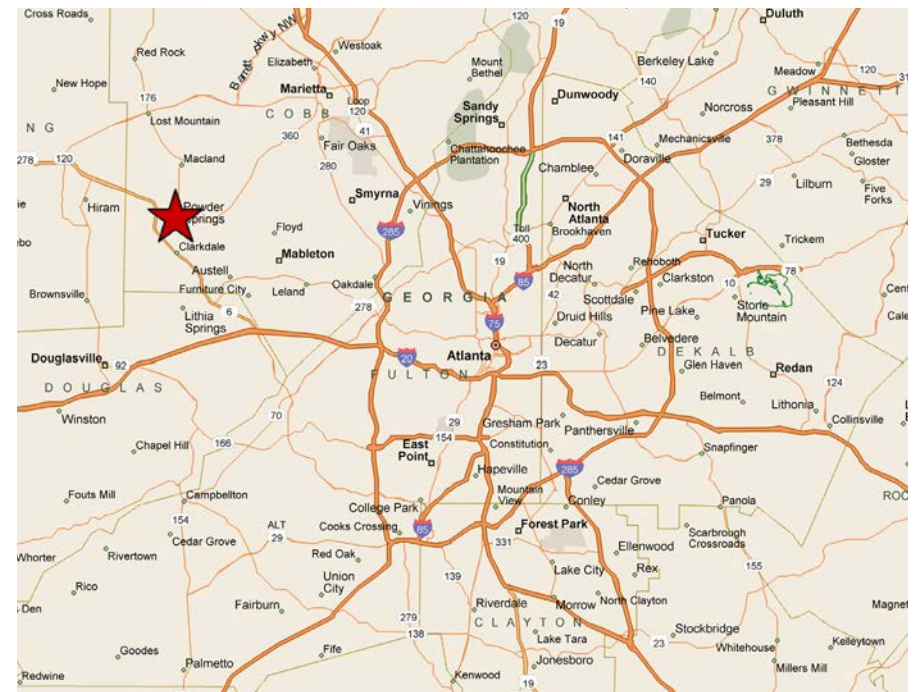 Cross Roads
120
19
Duluth
Red Rock
Barrett Pkwy NW
Westoak
Elizabeth
Mount
Bethel
Berkeley Lake
Meadow
120
New Hope
Marietta
Loop
120
140
Dunwoody
GWINNETT
Pleasant Hill
176
COBB
Sandy
Springs
Norcross
Lost Mountain
41
360
Fair Oaks
Chattahoochee
Plantation
141
Mechanicsville
378
Bethesda
278
120
Macland
280
Chamblee
Doraville
Gloster
29
Lilburn
Five
Forks
Hiram
Powder
Springs
Smyrna
Vinings
North
Atlanta
Brookhaven
Floyd
285
Toll
400
Tucker
Trickem
Clarkdale
Mableton
19
North
Decatur
Rehoboth
Austell
Oakdale
85
Clarkston
78
Brownsville
Furniture City
Leland
GEORGIA
42
Scottdale
10
Stone
Mountain
278
6
Lithia
Springs
75
Druid Hills
Pine Lake
Decatur
Belvedere
Douglasville
92
20
Atlanta
23
DEKALB
Glen Haven
DOUGLAS
FULTON
Redan
124
Winston
70
29
Gresham Park
Belmont
Lithonia
Collinsville
Chapel Hill
166
154
Panthersville
East
Point
Constitution
Snapfinger
Hapeville
285
Fouts Mill
Campbellton
Mountain
View
Cedar Grove
College Park
Conley
Panola
154
ALT
29
Cooks Crossing
85
Forest Park
Cedar Grove
331
Scarbrough
Crossroads
Whorter
Rivertown
Red Oak
Ellenwood
Lake City
Rex
155
Rico
Union
City
139
Den
Fairburn
Riverdale
Morrow
North Clayton
279
CLAYTON
138
Lake Tara
23
Stockbridge
Goodes
Fife
Whitehouse
Kelleytown
Palmetto
Jonesboro
Redwine
Kenwood
19
Millers Mill